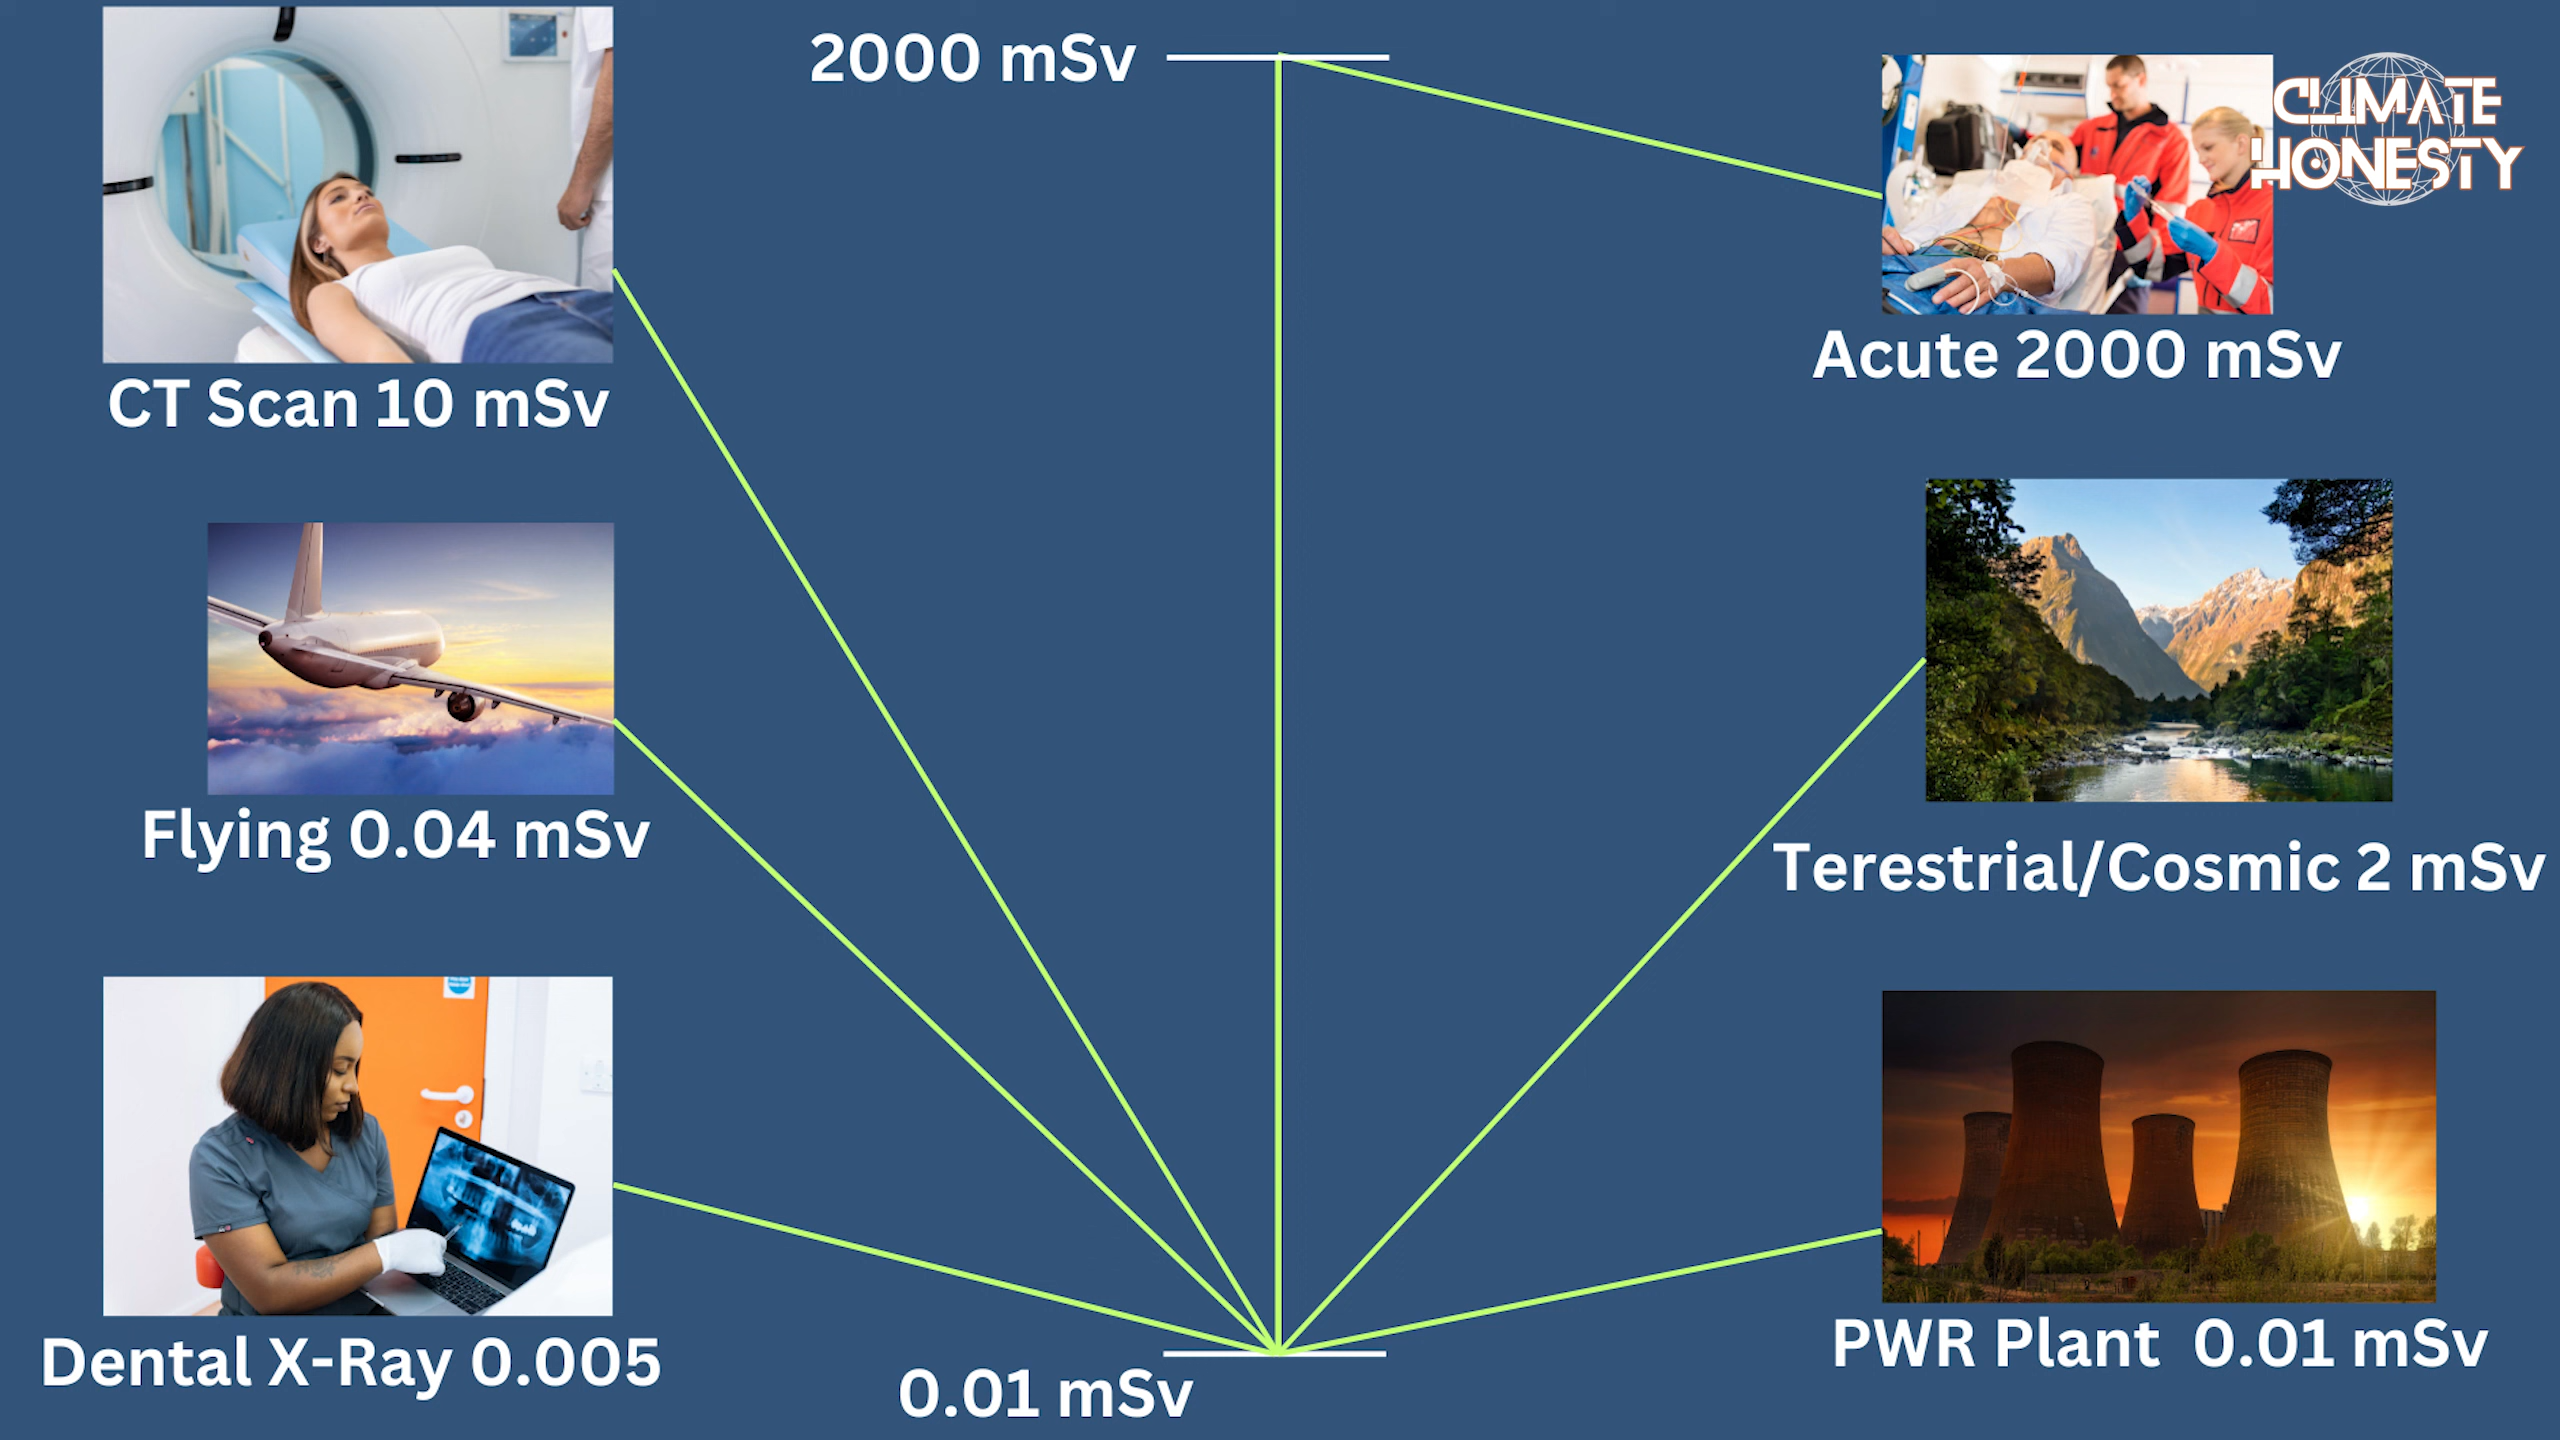 2000 mSv
CLIMATE
HONESTY
CT Scan 10 mSv
Acute 2000 mSv
Flying 0.04 mSv
Terestrial/Cosmic 2 mSv
Dental X-Ray 0.005
PWR Plant 0.01 mSv
0.01 mSv